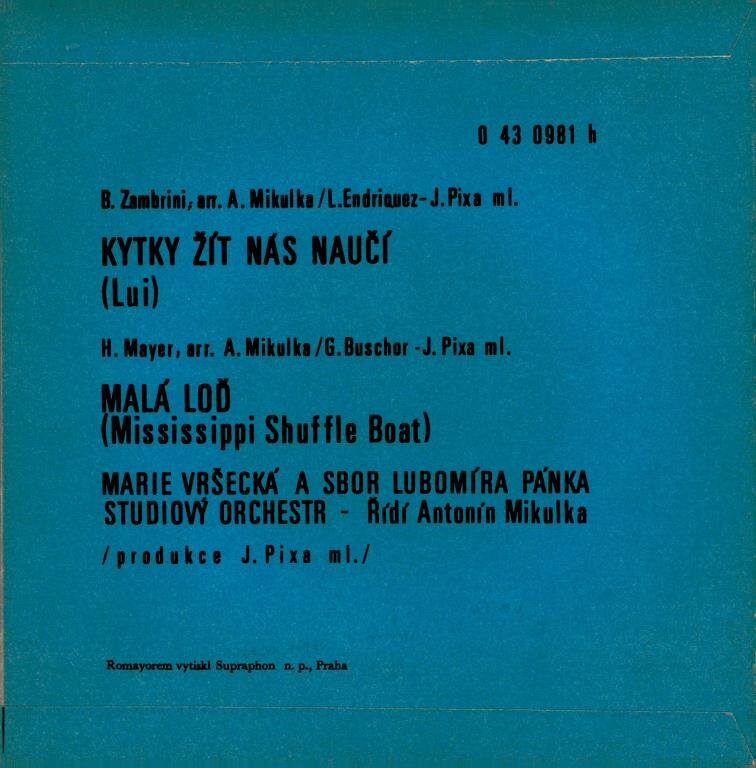 0 43 0981 h
B. Zambrini, arr. A. Mikulka/L.Endriquez-J.Pixa ml.
KYTKY ŽÍT NÁS NAUČÍ
(Lui)
H. Mayer, arr. A. Mikulka/G.Buschor -J. Pixa ml.
MALÁ LOĎ
(Mississippi Shuffle Boat)
MARIE VRŠECKÁ A SBOR LUBOMÍRA PÁNKA
STUDIOVÝ ORCHESTR - Řídí Antonín Mikulka
/produkce J. Pixa ml./
Romayorem vytiskl Supraphon n. p., Praha